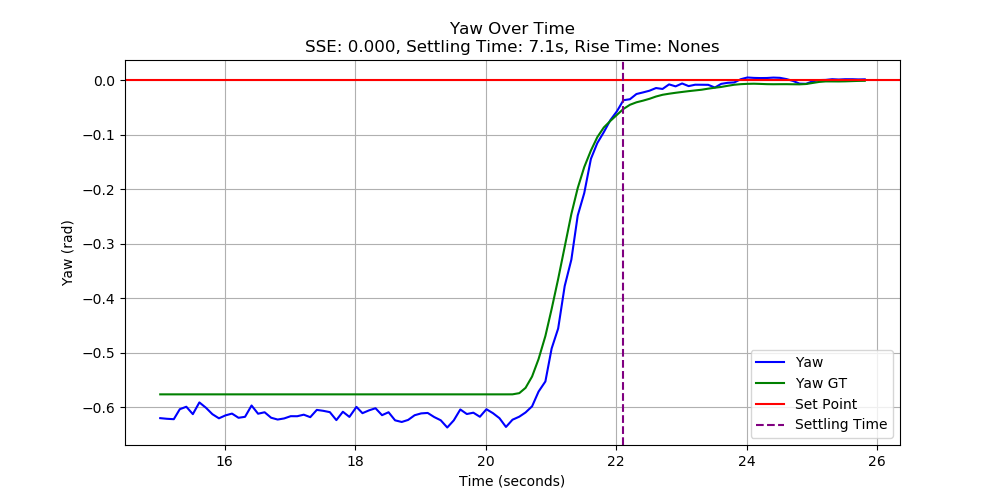 Yaw Over Time
SSE: 0.000, Settling Time: 7.1s, Rise Time: Nones
Yaw (rad)
0.0
−0.1
−0.2
−0.3
−0.4
−0.5
−0.6
Yaw
Yaw GT
Set Point
Settling Time
16 18 20 22 24 26
Time (seconds)